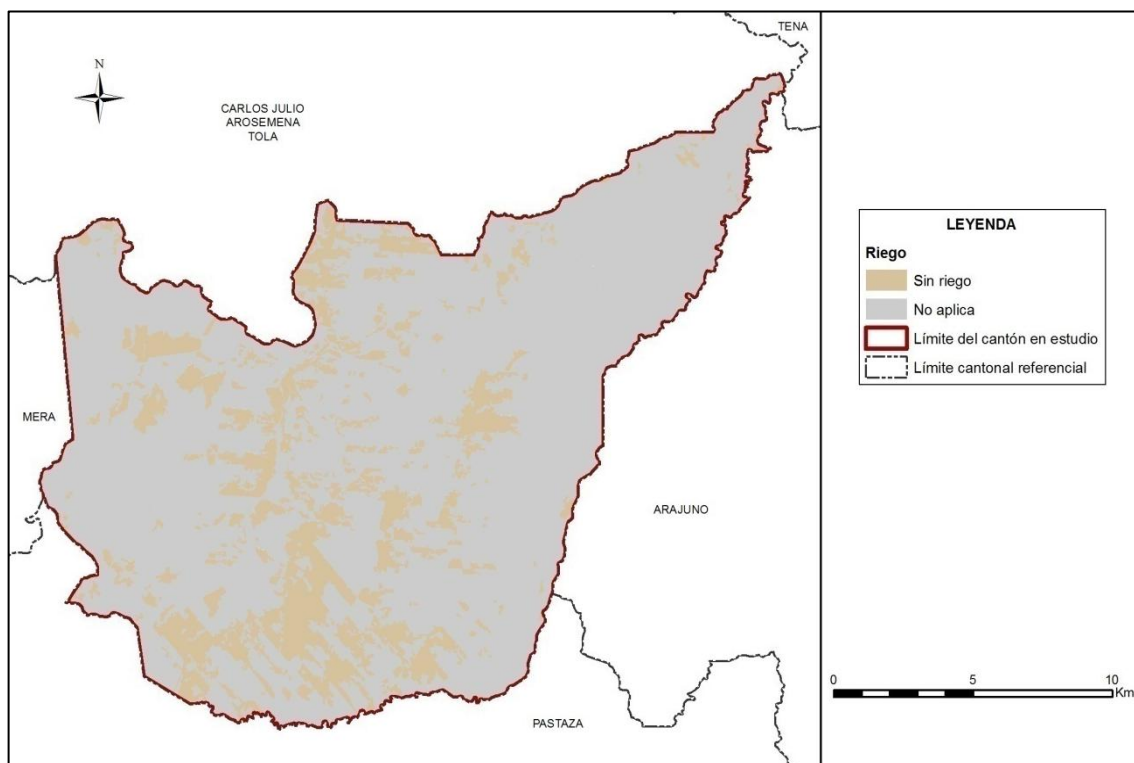 TENA
N
CARLOS JULIO
AROSEMENA
TOLA
MERA
ARAJUNO
PASTAZA
LEYENDA
Riego
Sin riego
No aplica
Límite del cantón en estudio
Límite cantonal referencial
0 5 10
Km